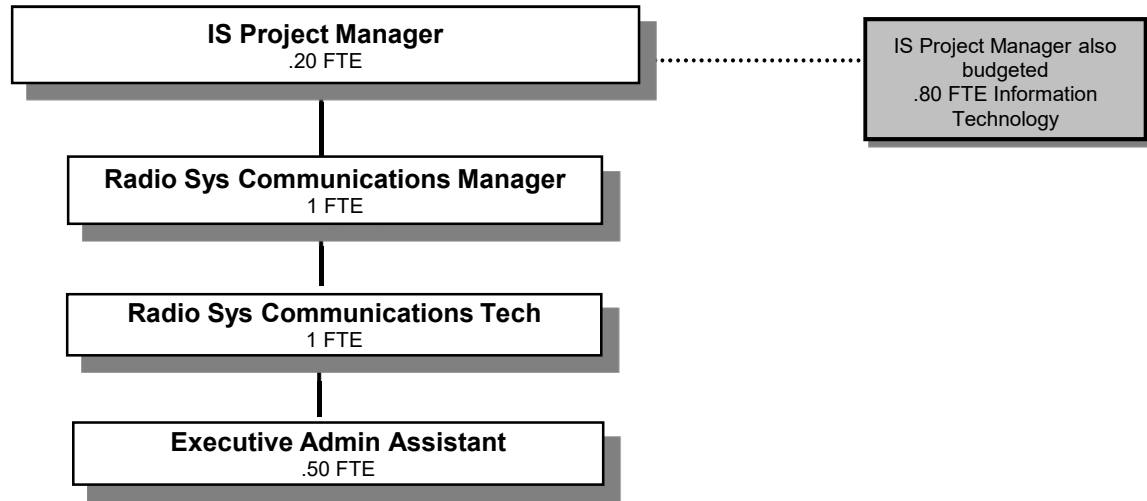 IS Project Manager
.20 FTE
IS Project Manager also
budgeted
.80 FTE Information
Technology
Radio Sys Communications Manager
1 FTE
Radio Sys Communications Tech
1 FTE
Executive Admin Assistant
.50 FTE